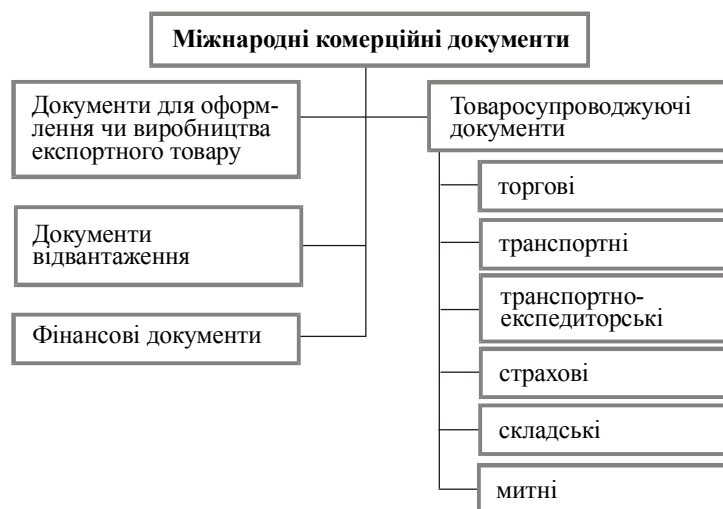 Міжнародні комерційні документи
Документи для оформ-
лення чи виробництва
експортного товару
Документи
відвантаження
Фінансові документи
Товаросупроводжуючі
документи
торгові
транспортні
транспортно-
експедиторські
страхові
складські
митні